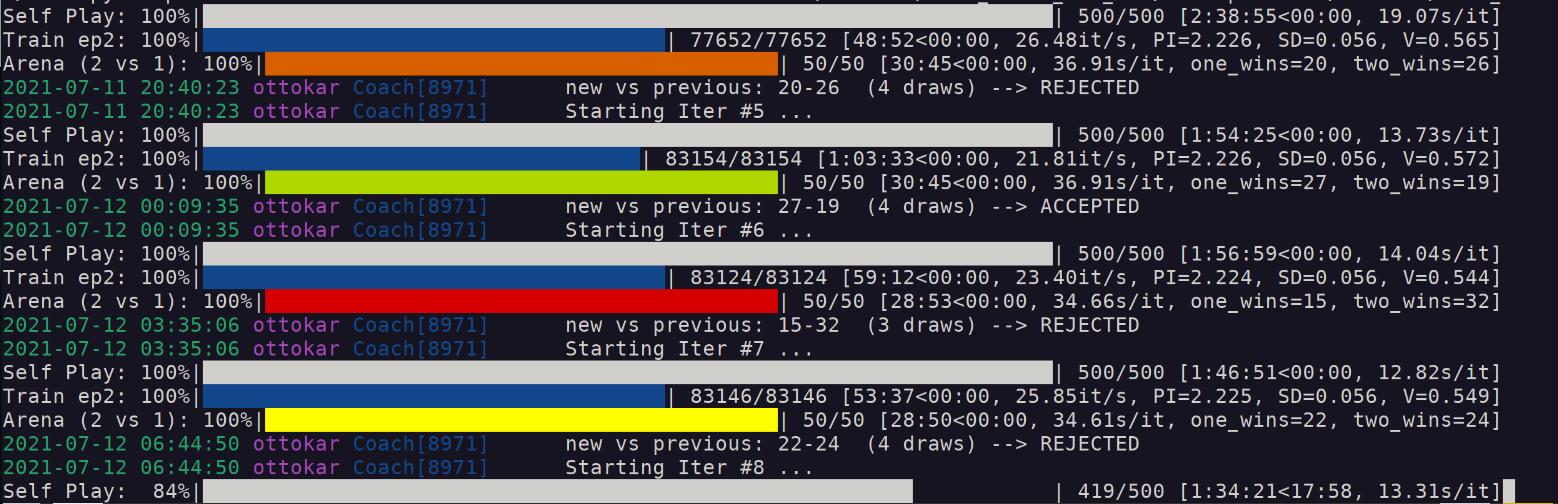 Self Play: 100%| | 500/500 [2:38:55<00:00, 19.07s/it]
Train ep2: 100%| | 77652/77652 [48:52<00:00, 26.48it/s, PI=2.226, SD=0.056, V=0.565]
Arena (2 vs 1): 100%| | 50/50 [30:45<00:00, 36.91s/it, one_wins=20, two_wins=26]
2021-07-11 20:40:23 ottokar Coach[8971] new vs previous: 20-26 (4 draws) --> REJECTED
2021-07-11 20:40:23 ottokar Coach[8971] Starting Iter #5 ...
Self Play: 100%| | 500/500 [1:54:25<00:00, 13.73s/it]
Train ep2: 100%| | 83154/83154 [1:03:33<00:00, 21.81it/s, PI=2.226, SD=0.056, V=0.572]
Arena (2 vs 1): 100%| | 50/50 [30:45<00:00, 36.91s/it, one_wins=27, two_wins=19]
2021-07-12 00:09:35 ottokar Coach[8971] new vs previous: 27-19 (4 draws) --> ACCEPTED
2021-07-12 00:09:35 ottokar Coach[8971] Starting Iter #6 ...
Self Play: 100%| | 500/500 [1:56:59<00:00, 14.04s/it]
Train ep2: 100%| | 83124/83124 [59:12<00:00, 23.40it/s, PI=2.224, SD=0.056, V=0.544]
Arena (2 vs 1): 100%| | 50/50 [28:53<00:00, 34.66s/it, one_wins=15, two_wins=32]
2021-07-12 03:35:06 ottokar Coach[8971] new vs previous: 15-32 (3 draws) --> REJECTED
2021-07-12 03:35:06 ottokar Coach[8971] Starting Iter #7 ...
Self Play: 100%| | 500/500 [1:46:51<00:00, 12.82s/it]
Train ep2: 100%| | 83146/83146 [53:37<00:00, 25.85it/s, PI=2.225, SD=0.056, V=0.549]
Arena (2 vs 1): 100%| | 50/50 [28:50<00:00, 34.61s/it, one_wins=22, two_wins=24]
2021-07-12 06:44:50 ottokar Coach[8971] new vs previous: 22-24 (4 draws) --> REJECTED
2021-07-12 06:44:50 ottokar Coach[8971] Starting Iter #8 ...
Self Play: 84%| | 419/500 [1:34:21<17:58, 13.31s/it]